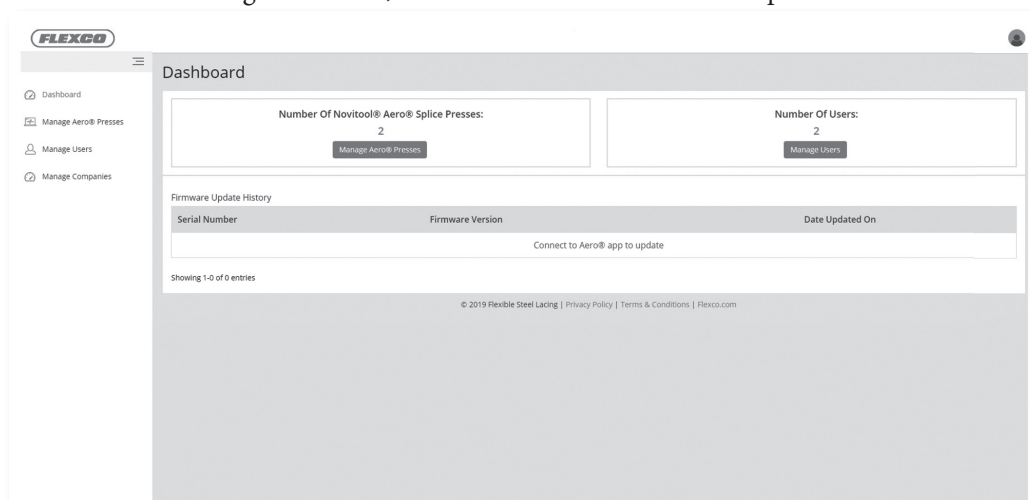 FLEXCO
Dashboard
Manage Aero® Presses
Manage Users
Manage Companies
Dashboard
Number Of Novitool® Aero® Splice Presses:
2
Manage Aero® Presses
Number Of Users:
2
Manage Users
Firmware Update History
Serial Number Firmware Version Date Updated On
Connect to Aero® app to update
Showing 1-0 of 0 entries
© 2019 Flexible Steel Lacing | Privacy Policy | Terms & Conditions | Flexco.com